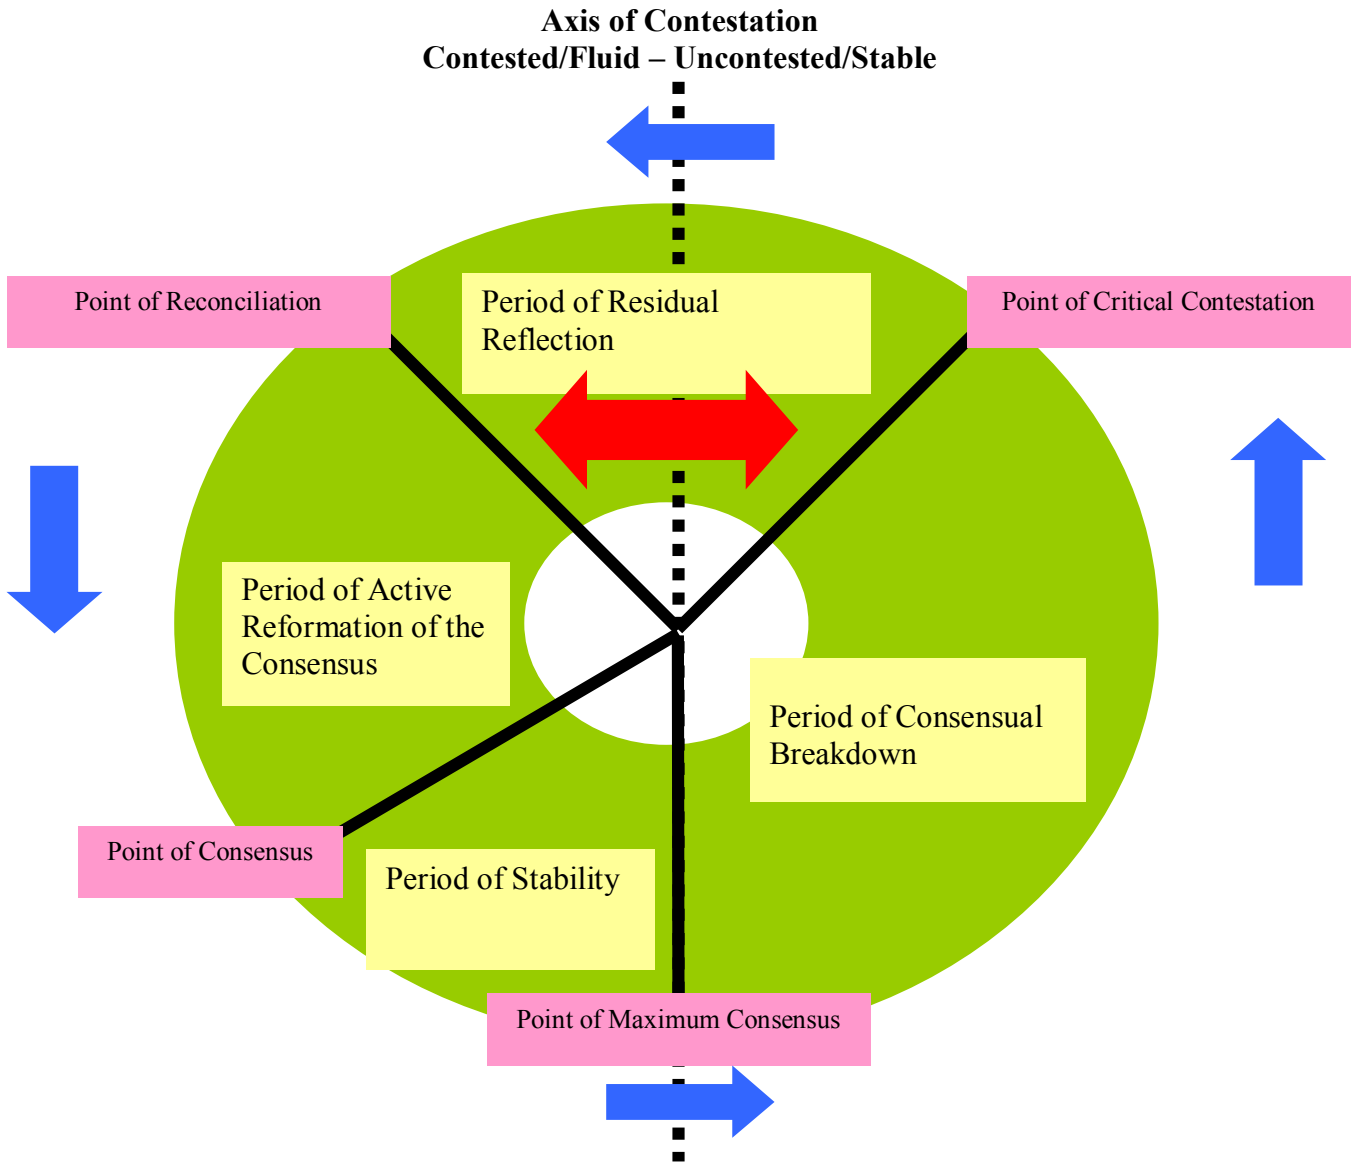 Axis of Contestation
Contested/Fluid – Uncontested/Stable
Point of Reconciliation
Period of Residual
Reflection
Point of Critical Contestation
Period of Active
Reformation of the
Consensus
Period of Consensual
Breakdown
Point of Consensus
Period of Stability
Point of Maximum Consensus